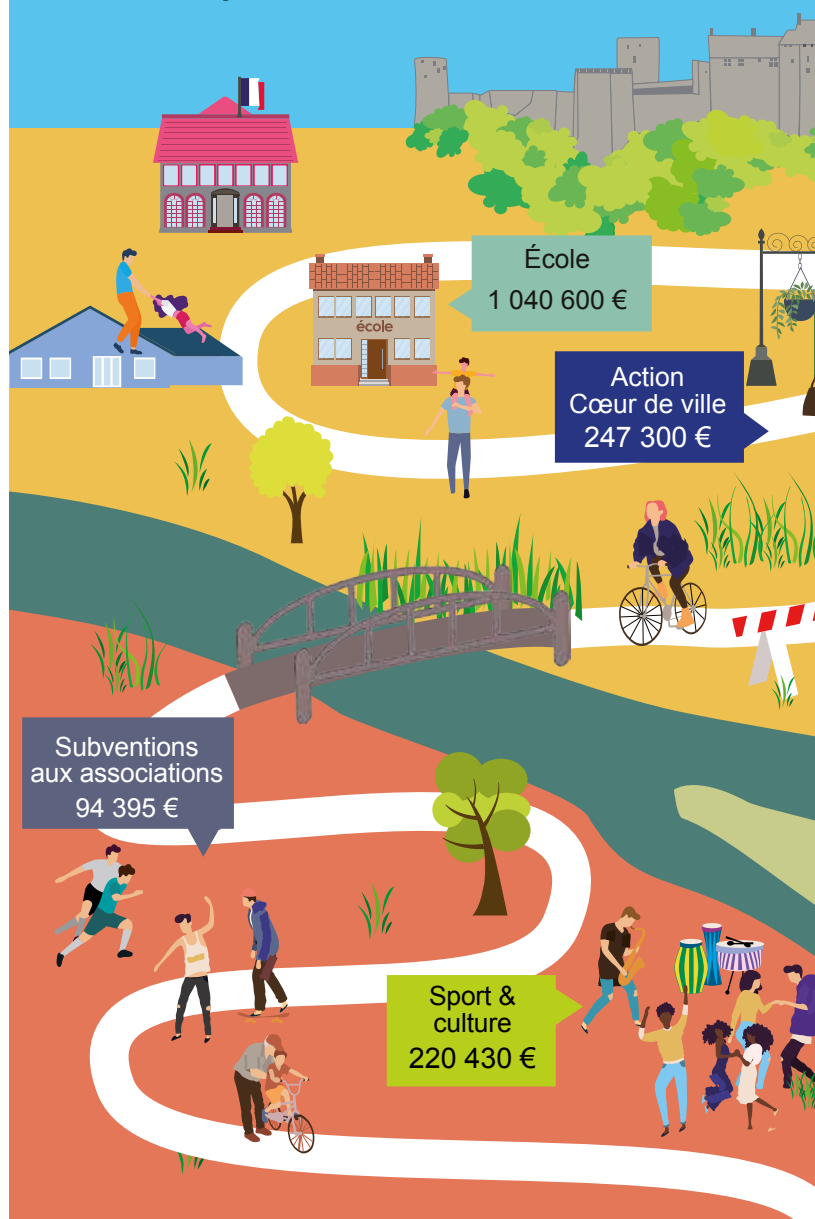 École
1 040 600 €
école
Action
Cœur de ville
247 300 €
Subventions
aux associations
94 395 €
Sport &
culture
220 430 €